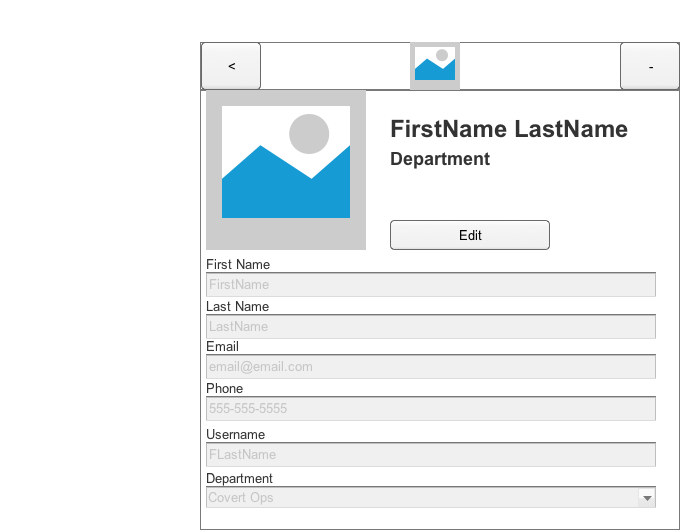 <
-
FirstName LastName
Department
Edit
First Name
FirstName
Last Name
LastName
Email
email@email.com
Phone
555-555-5555
Username
FLastName
Department
Covert Ops